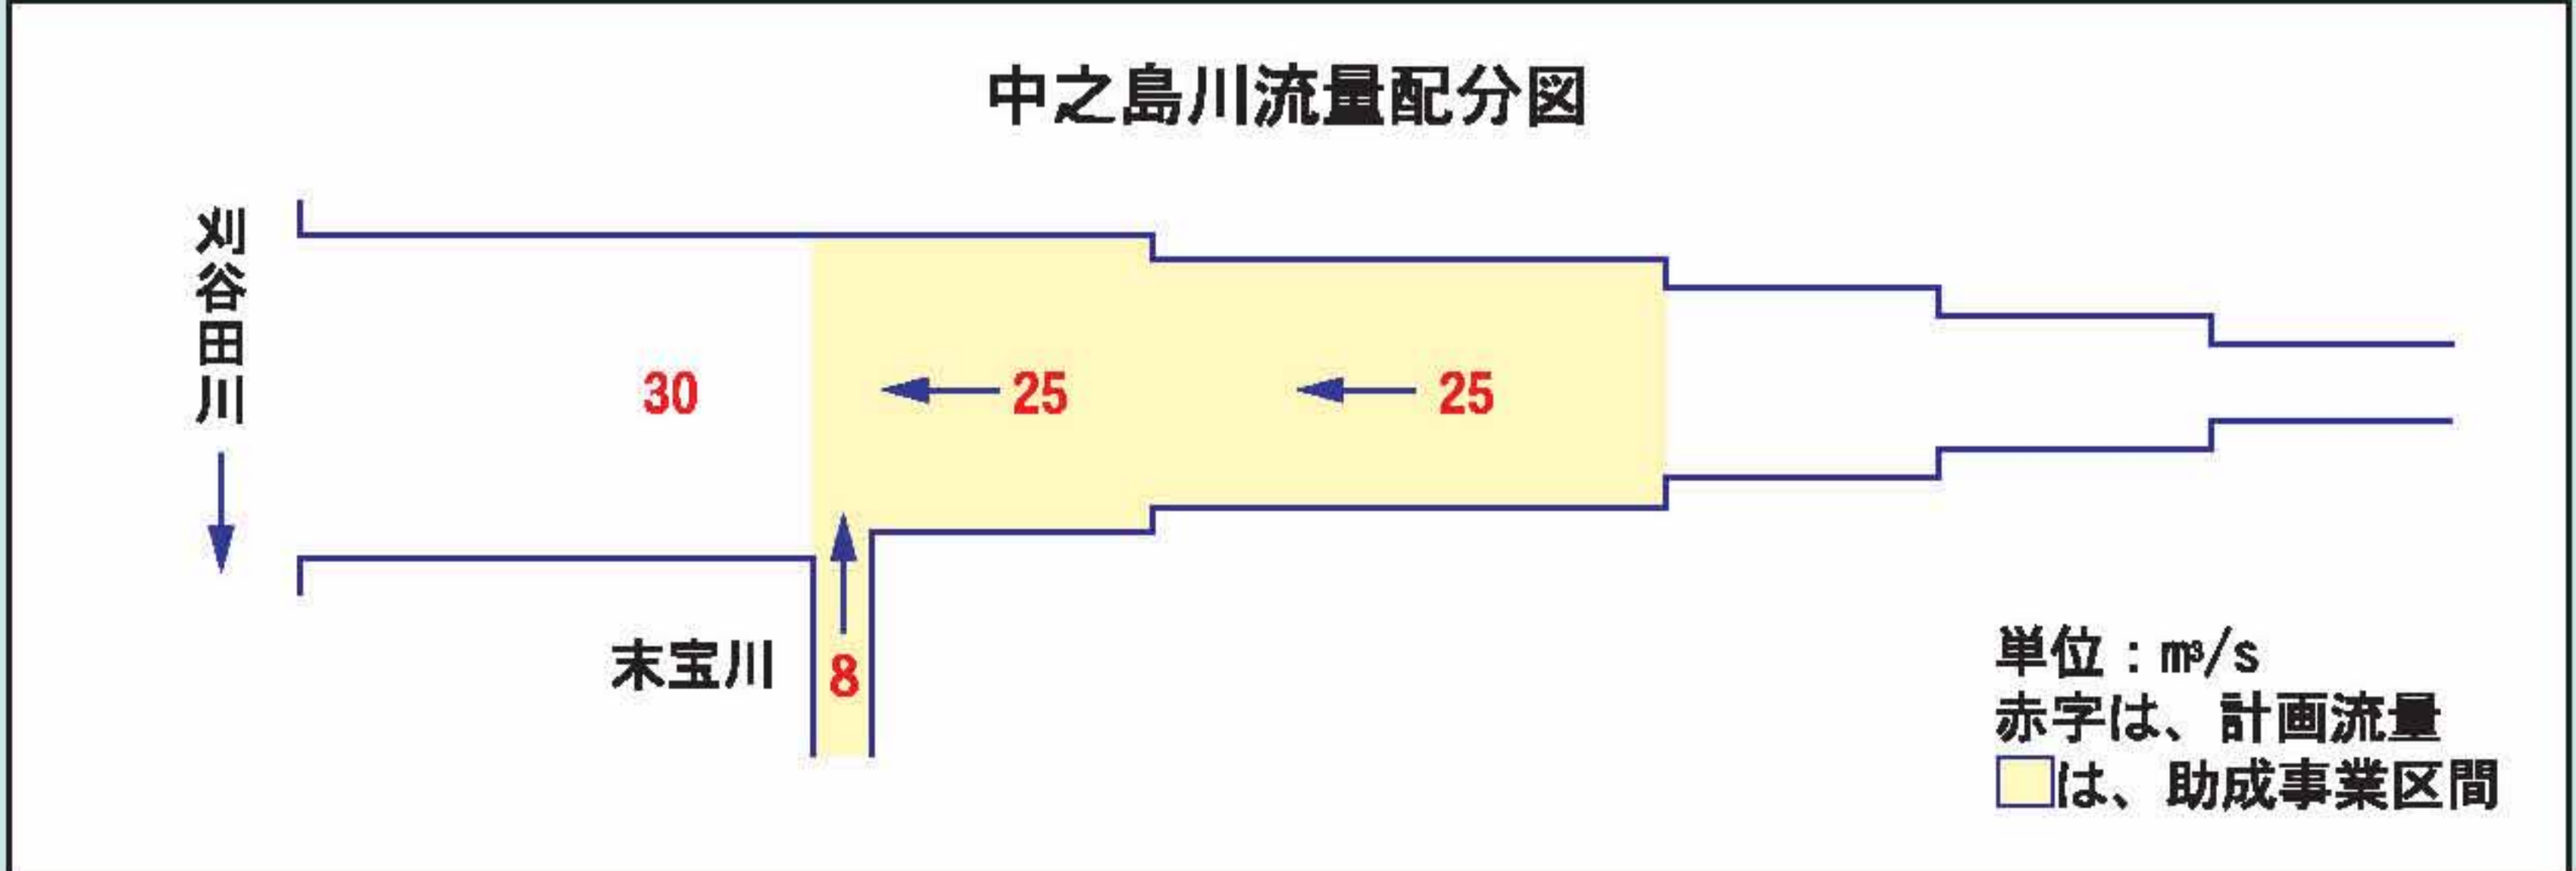 中之島川流量配分図
刈谷田川
30
25
25
末宝川
8
単位：㎥/s
赤字は、計画流量
は、助成事業区間